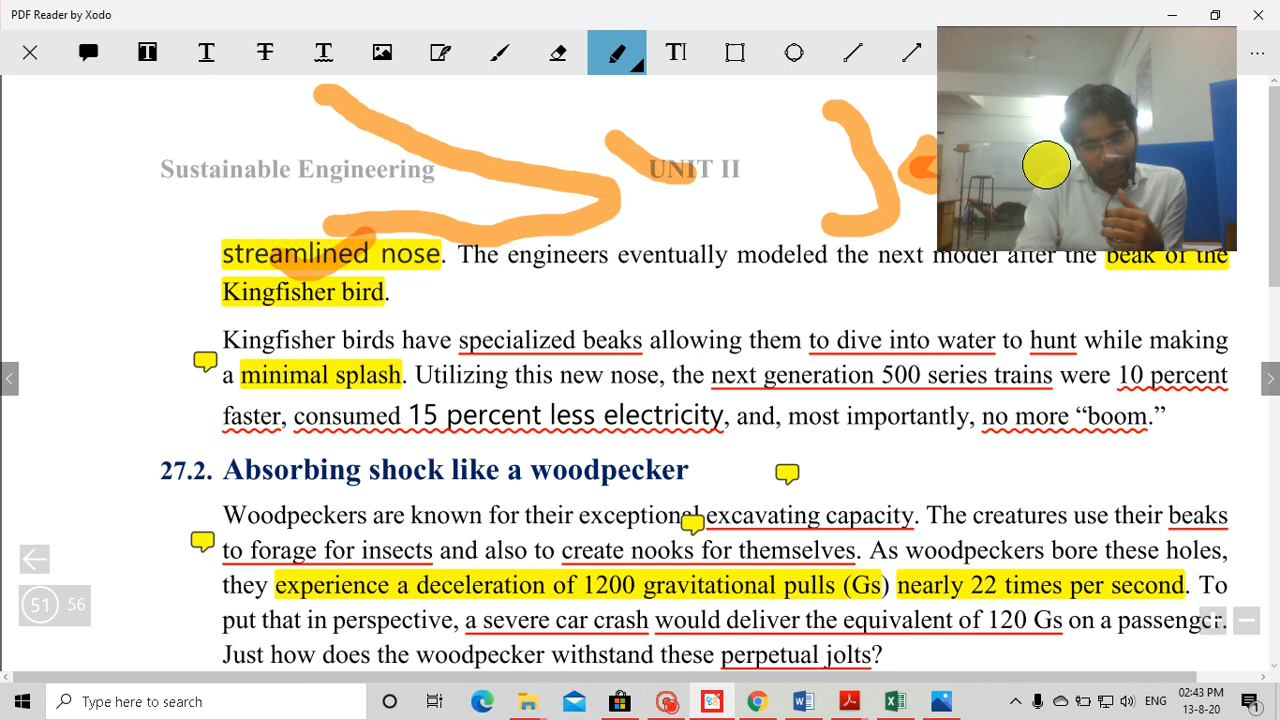 PDF Reader by Xodo
Sustainable Engineering UNIT II
streamlined nose. The engineers eventually modeled the next model after the beak of the
Kingfisher bird.
Kingfisher birds have specialized beaks allowing them to dive into water to hunt while making
a minimal splash. Utilizing this new nose, the next generation 500 series trains were 10 percent
faster, consumed 15 percent less electricity, and, most importantly, no more “boom.”
27.2. Absorbing shock like a woodpecker
Woodpeckers are known for their exceptional excavating capacity. The creatures use their beaks
to forage for insects and also to create nooks for themselves. As woodpeckers bore these holes,
they experience a deceleration of 1200 gravitational pulls (Gs) nearly 22 times per second. To
put that in perspective, a severe car crash would deliver the equivalent of 120 Gs on a passenger.
Just how does the woodpecker withstand these perpetual jolts?
51 56
Type here to search
ENG
02:43 PM
13-8-20